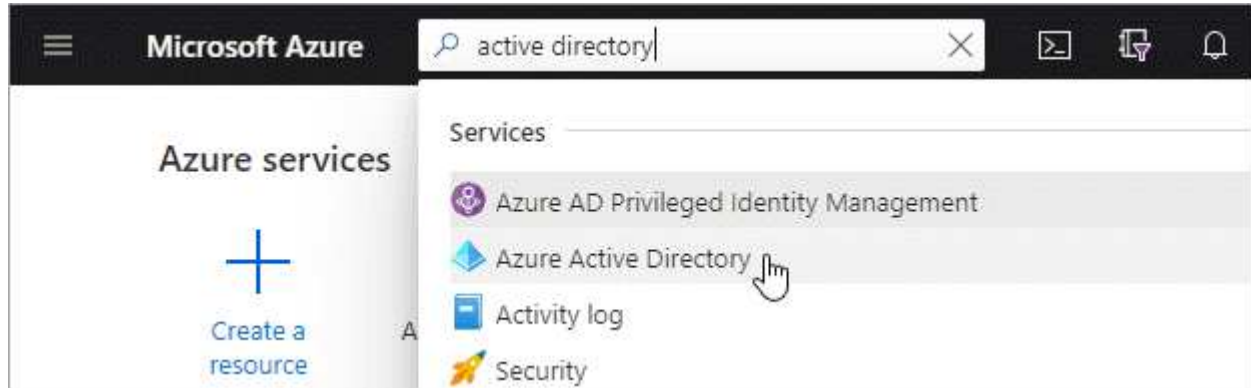 Microsoft Azure
active directory
Azure services
Create a
resource
A
Services
Azure AD Privileged Identity Management
Azure Active Directory
Activity log
Security